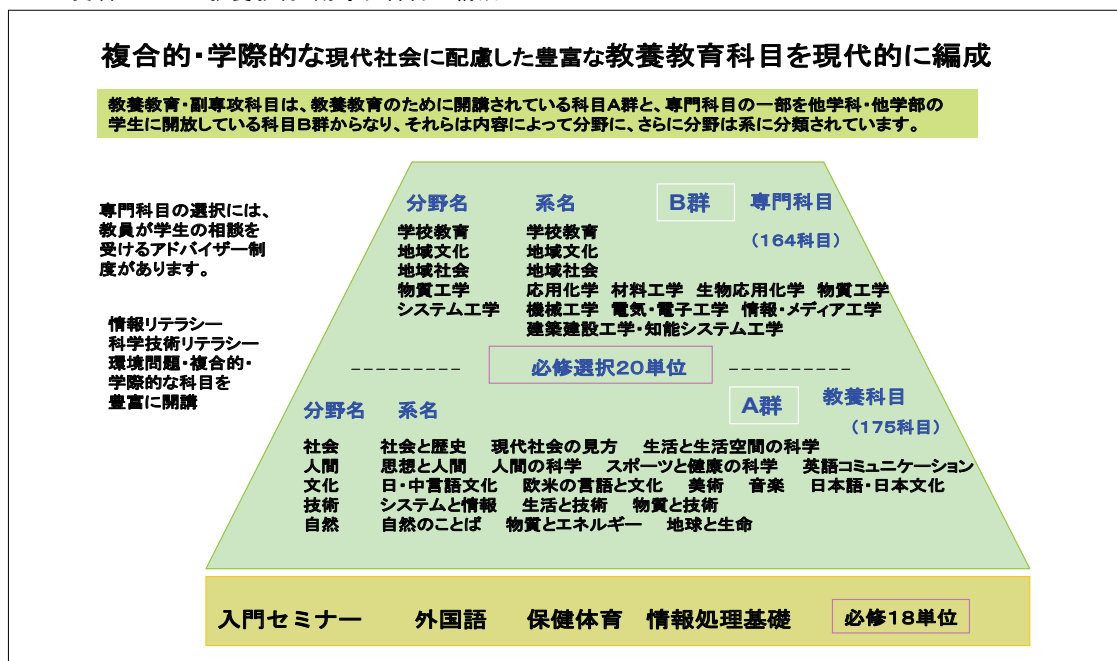 複合的・学際的な現代社会に配慮した豊富な教養教育科目を現代的に編成
教養教育・副専攻科目は、教養教育のために開講されている科目A群と、専門科目の一部を他学科・他学部の
学生に開放している科目B群からなり、それらは内容によって分野に、さらに分野は系に分類されています。
専門科目の選択には、
教員が学生の相談を
受けるアドバイザー制
度があります。
情報リテラシー
科学技術リテラシー
環境問題・複合的・
学際的な科目を
豊富に開講
分野名 系名 B群 専門科目
(164科目)
学校教育 学校教育
地域文化 地域文化
地域社会 地域社会
物質工学 応用化学 材料工学 生物応用化学 物質工学
システム工学 機械工学 電気・電子工学 情報・メディア工学
建築建設工学・知能システム工学
必修選択20単位
分野名 系名 A群 教養科目
(175科目)
社会 社会と歴史 現代社会の見方 生活と生活空間の科学
人間 思想と人間 人間の科学 スポーツと健康の科学 英語コミュニケーション
文化 日・中言語文化 欧米の言語と文化 美術 音楽 日本語・日本文化
技術 システムと情報 生活と技術 物質と技術
自然 自然のことば 物質とエネルギー 地球と生命
入門セミナー 外国語 保健体育 情報処理基礎 必修18単位